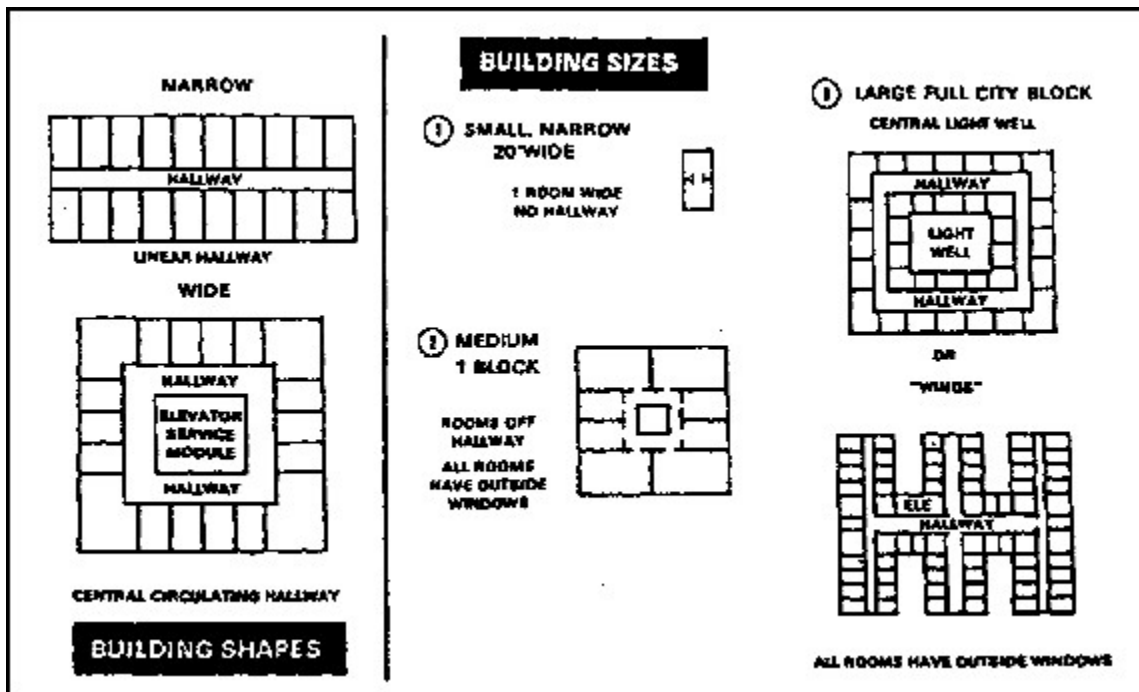 NARROW
HALLWAY
LINEAR HALLWAY
WIDE
HALLWAY
ELEVATOR
SERVICE
MODULE
HALLWAY
CENTRAL CIRCULATING HALLWAY
BUILDING SHAPES
BUILDING SIZES
1 SMALL, NARROW
20' WIDE
1 ROOM WIDE
NO HALLWAY
2 MEDIUM
1 BLOCK
ROOMS OFF
HALLWAY
ALL ROOMS
HAVE OUTSIDE
WINDOWS
LARGE FULL CITY BLOCK
CENTRAL LIGHT WELL
HALLWAY
LIGHT
WELL
HALLWAY
OR
"WINGS"
ELE
HALLWAY
ALL ROOMS HAVE OUTSIDE WINDOWS